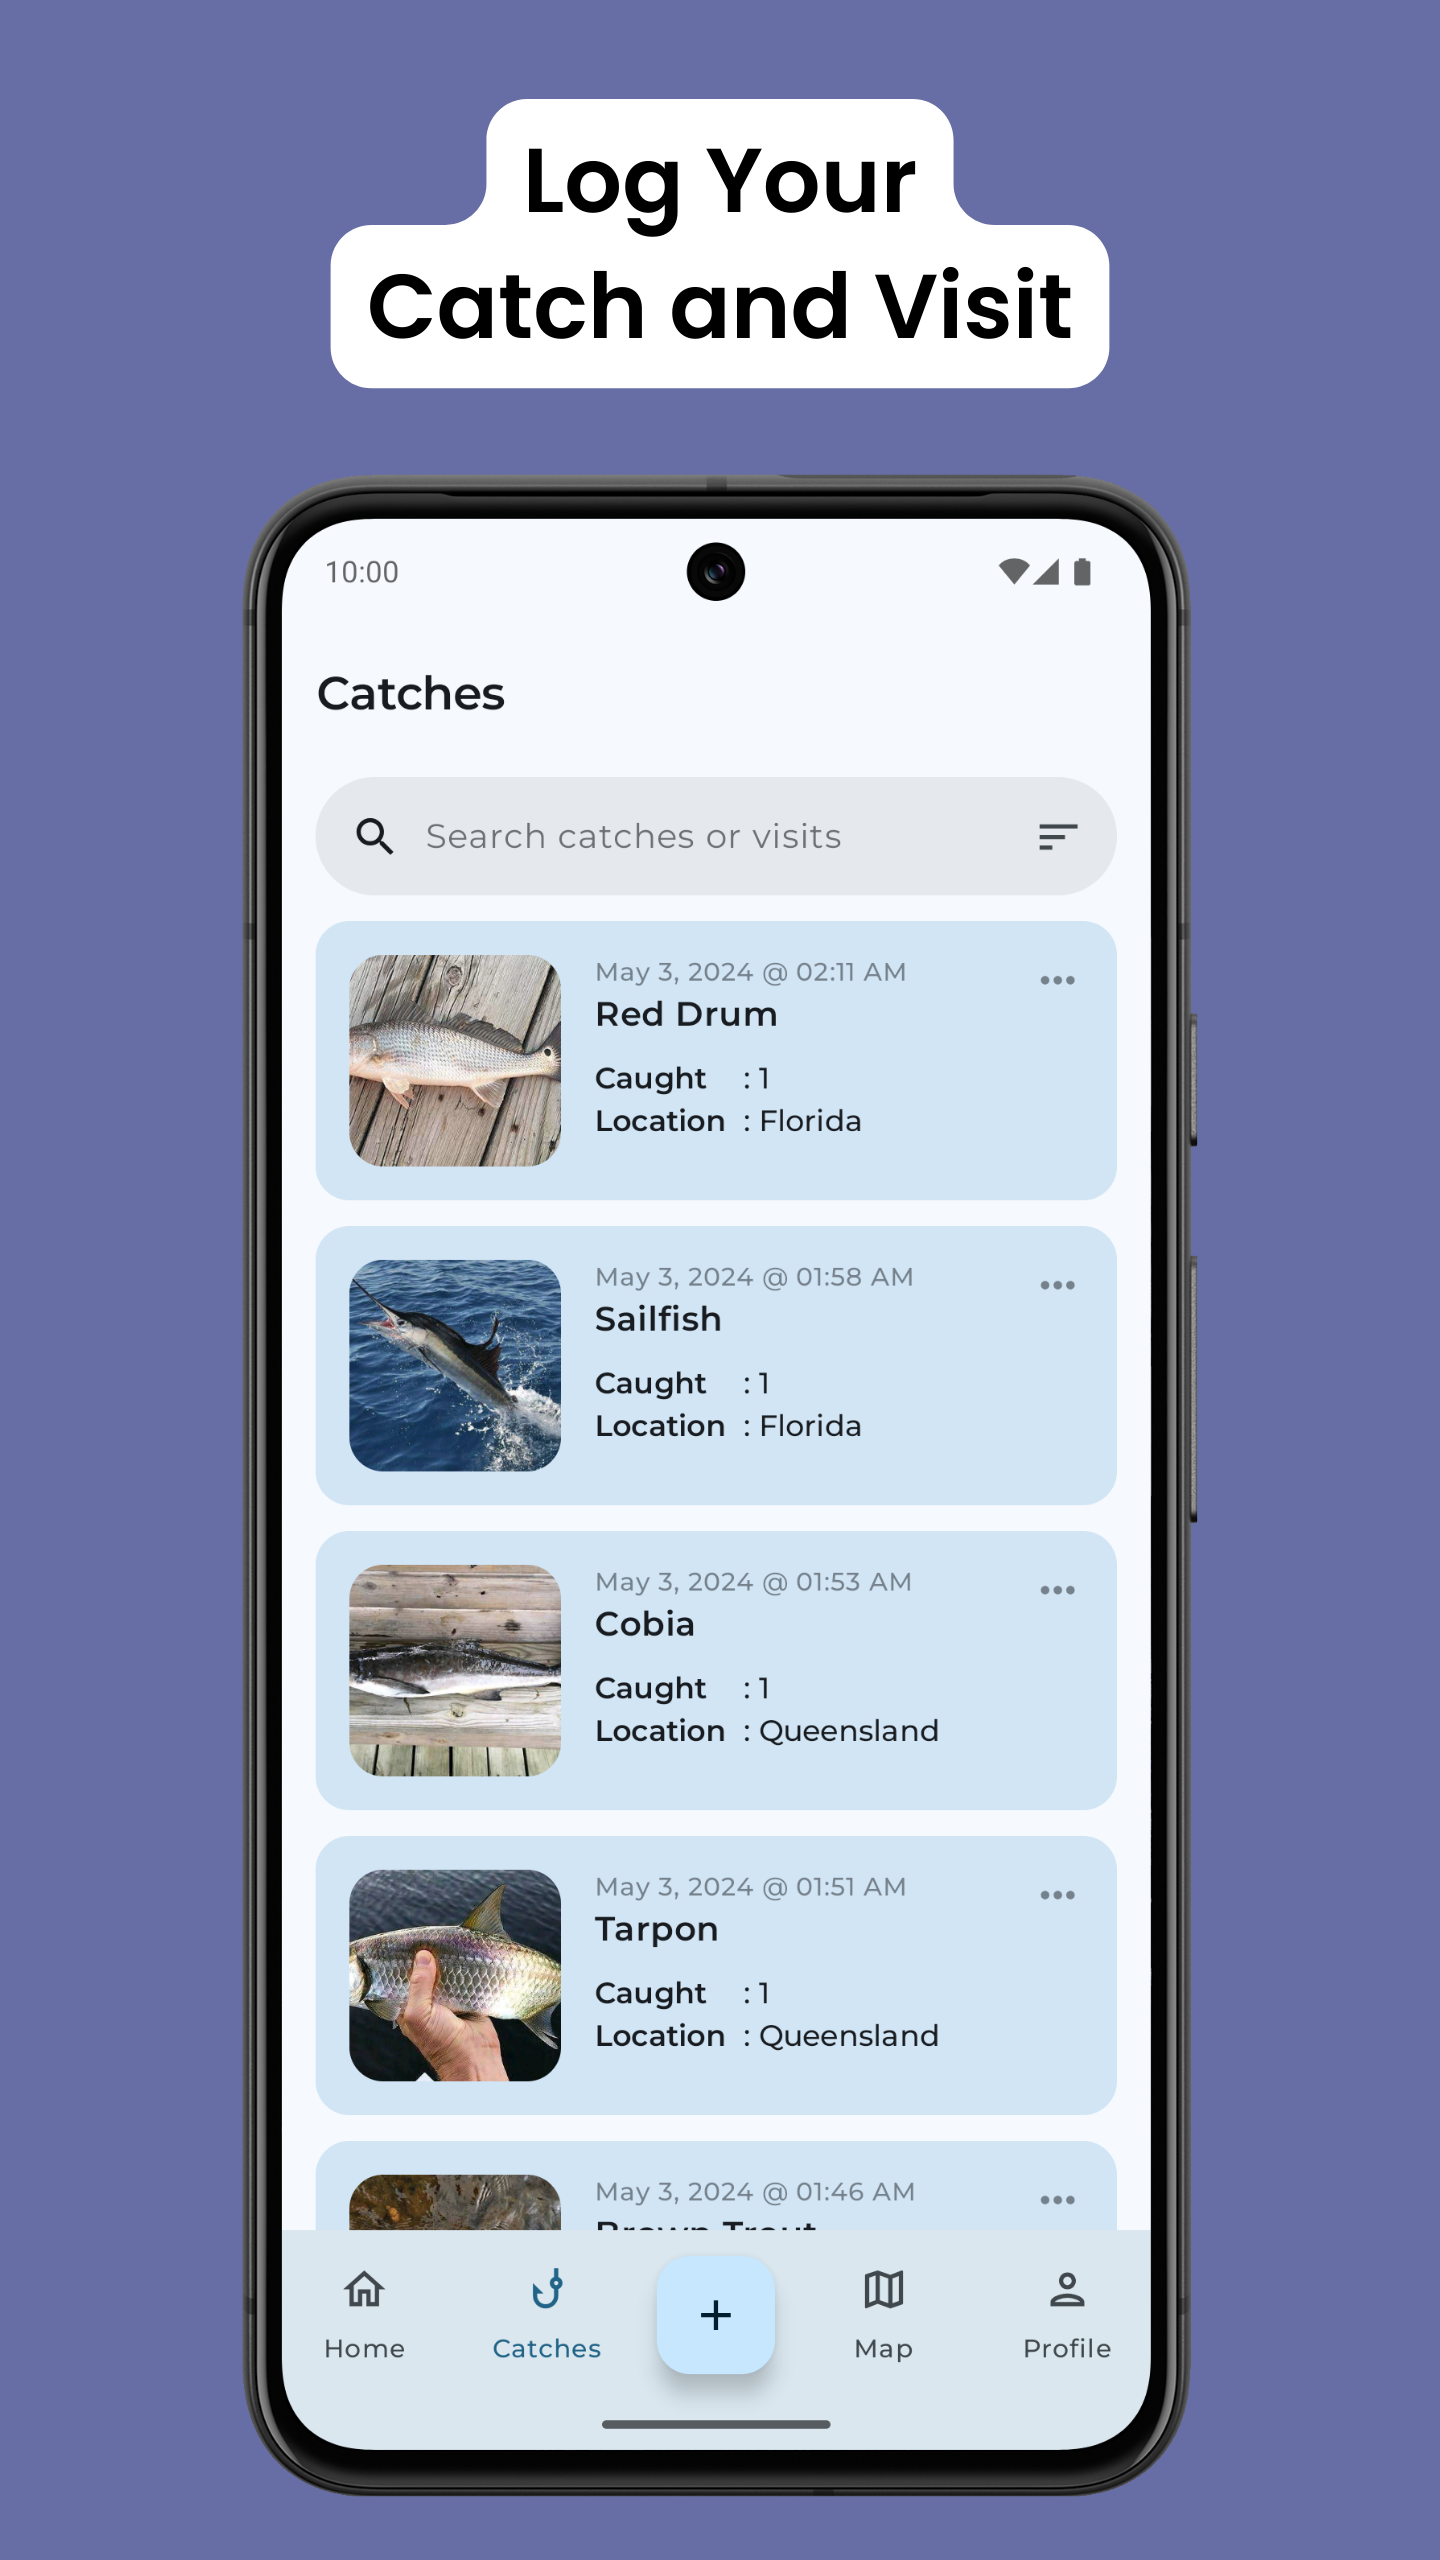 Log Your
Catch and Visit
10:00
Catches
Search catches or visits
May 3, 2024 @ 02:11 AM
Red Drum
Caught : 1
Location : Florida
May 3, 2024 @ 01:58 AM
Sailfish
Caught : 1
Location : Florida
May 3, 2024 @ 01:53 AM
Cobia
Caught : 1
Location : Queensland
May 3, 2024 @ 01:51 AM
Tarpon
Caught : 1
Location : Queensland
May 3, 2024 @ 01:46 AM
Brown Trout
Home
Catches
+
Map
Profile